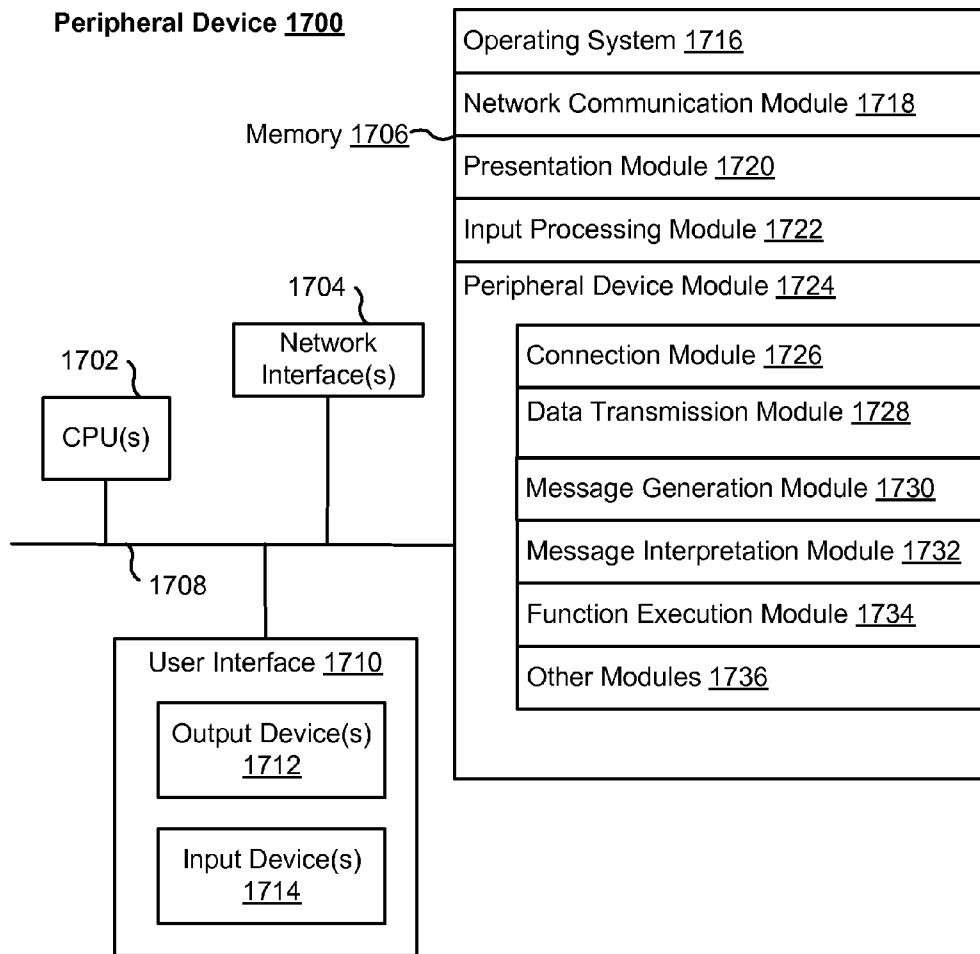 Peripheral Device 1700
Operating System 1716
Network Communication Module 1718
Memory 1706
Presentation Module 1720
Input Processing Module 1722
Peripheral Device Module 1724
1704
Network
Interface(s)
1702
CPU(s)
1708
Connection Module 1726
Data Transmission Module 1728
Message Generation Module 1730
Message Interpretation Module 1732
Function Execution Module 1734
Other Modules 1736
User Interface 1710
Output Device(s)
1712
Input Device(s)
1714